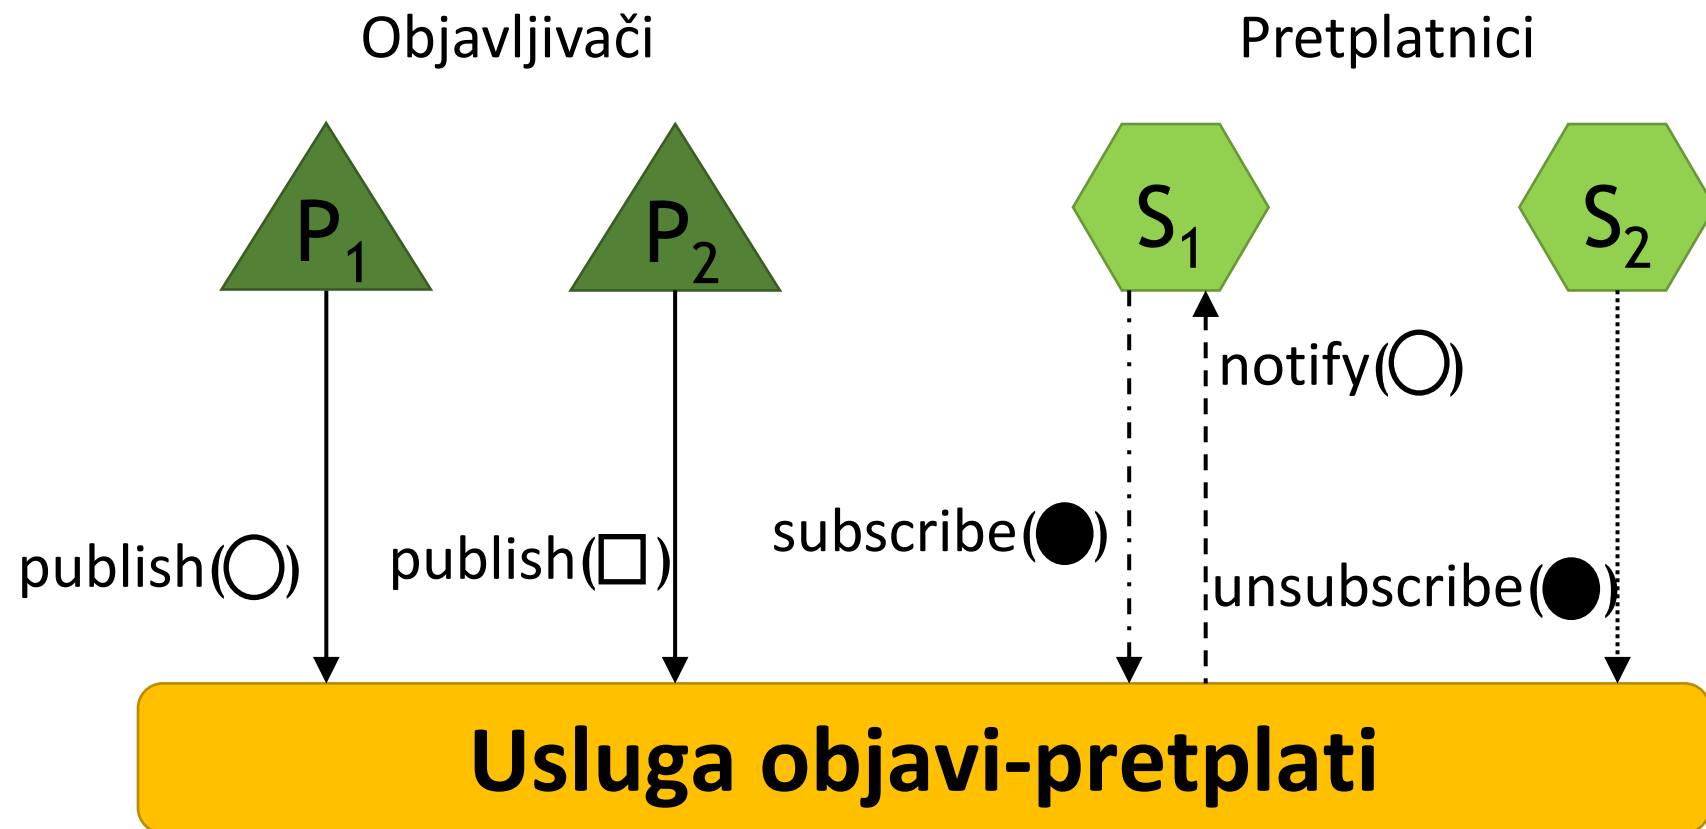 Objavljivači
Pretplatnici
P₁
P₂
S₁
S₂
notify(○)
subscribe(●)
publish(○)
publish(□)
unsubscribe(●)
Usluga objavi-pretplati